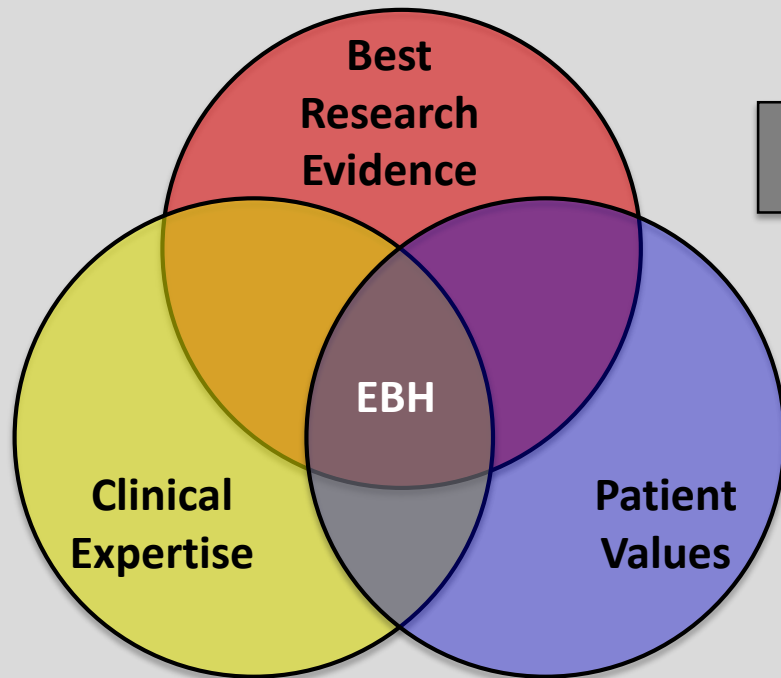 Best
Research
Evidence
EBH
Clinical
Expertise
Patient
Values